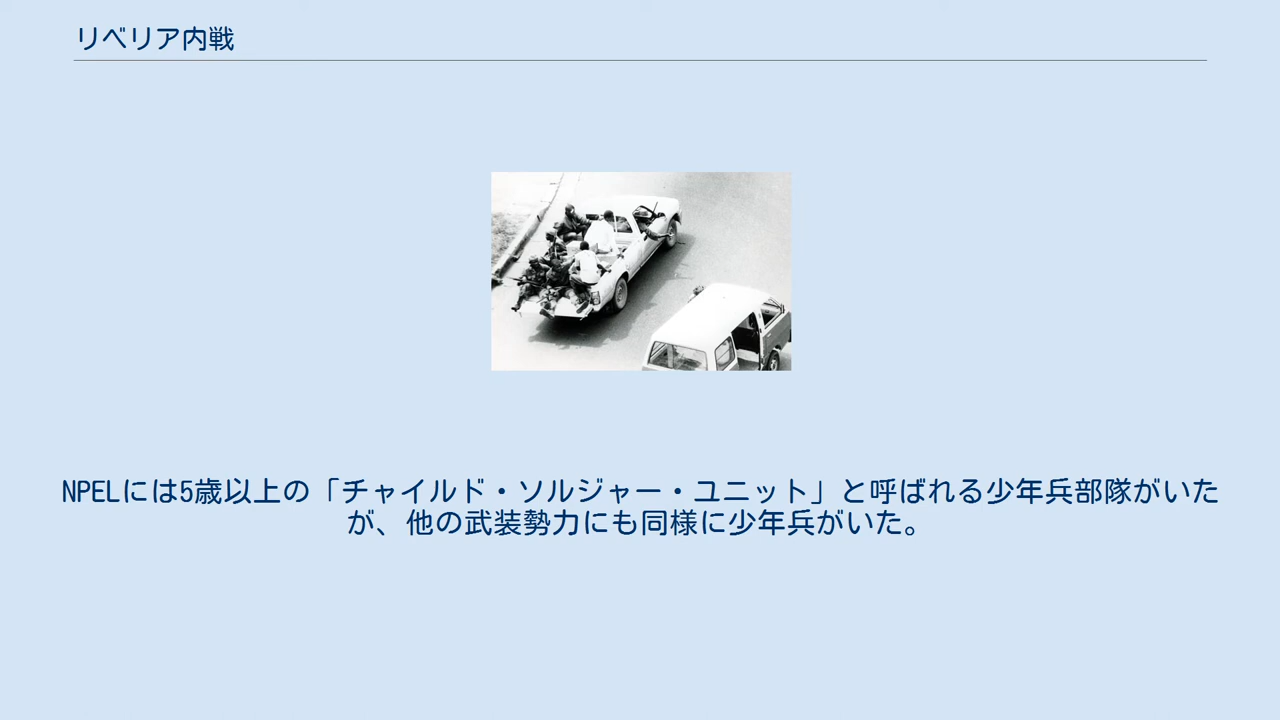 リベリア内戦
NPELには5歳以上の「チャイルド・ソルジャー・ユニット」と呼ばれる少年兵部隊がいた
が、他の武装勢力にも同様に少年兵がいた。